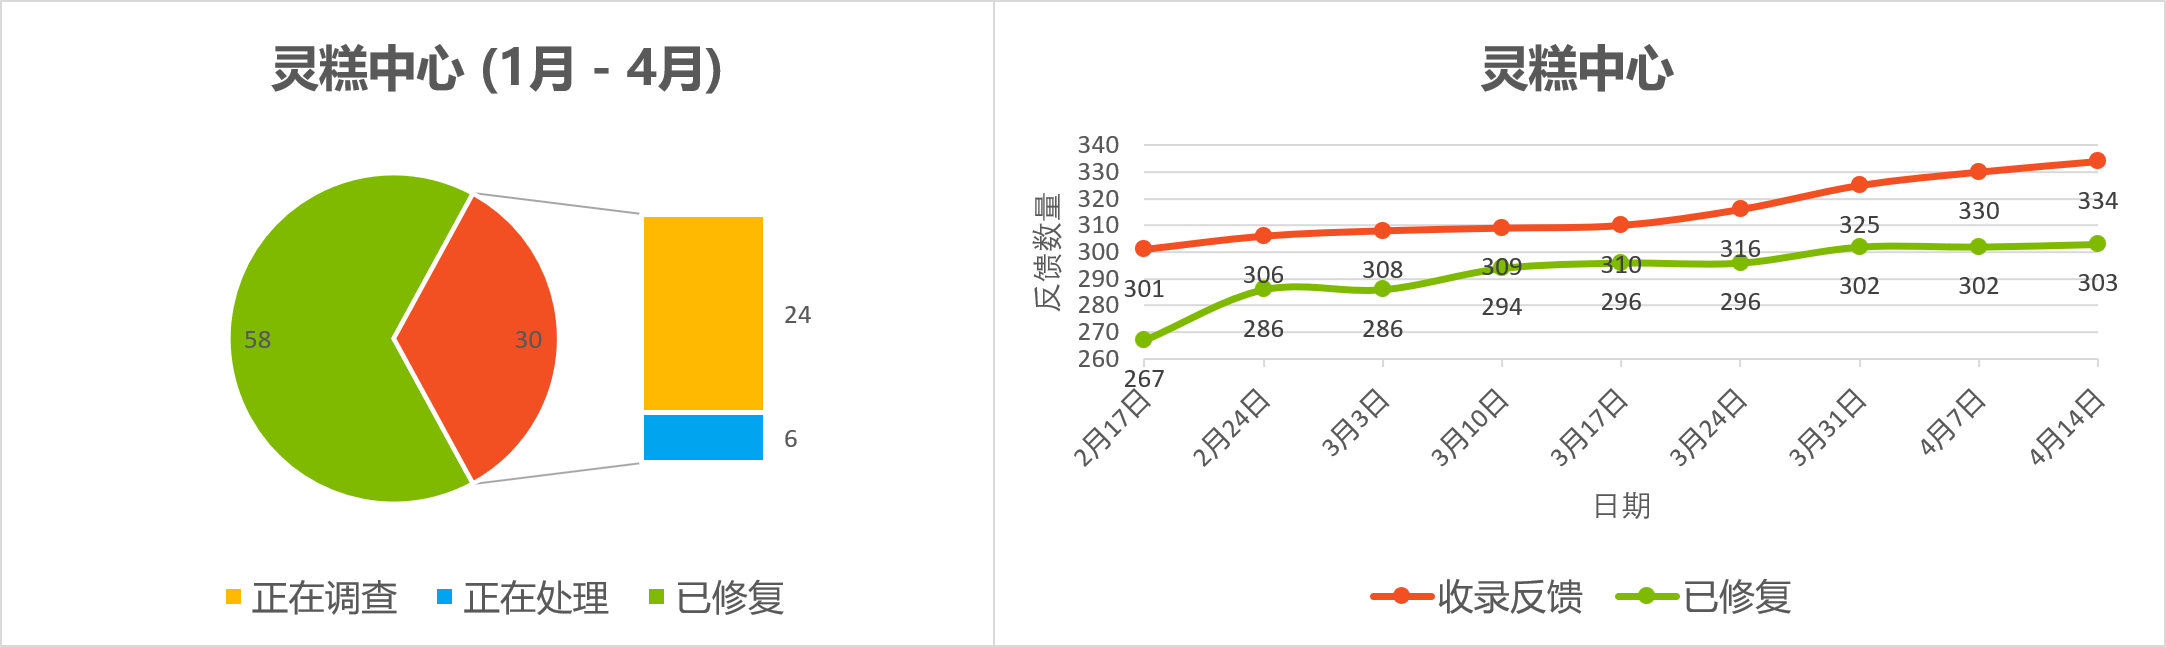 灵糕中心 (1月 - 4月)
58
30
24
6
正在调查 正在处理 已修复
灵糕中心
反馈数量
340
330
320
310
300
290
280
270
260
301 306 308 309 310 316 325 330 334
267 286 286 294 296 296 302 302 303
2月17日 2月24日 3月3日 3月10日 3月17日 3月24日 3月31日 4月7日 4月14日
日期
收录反馈 已修复